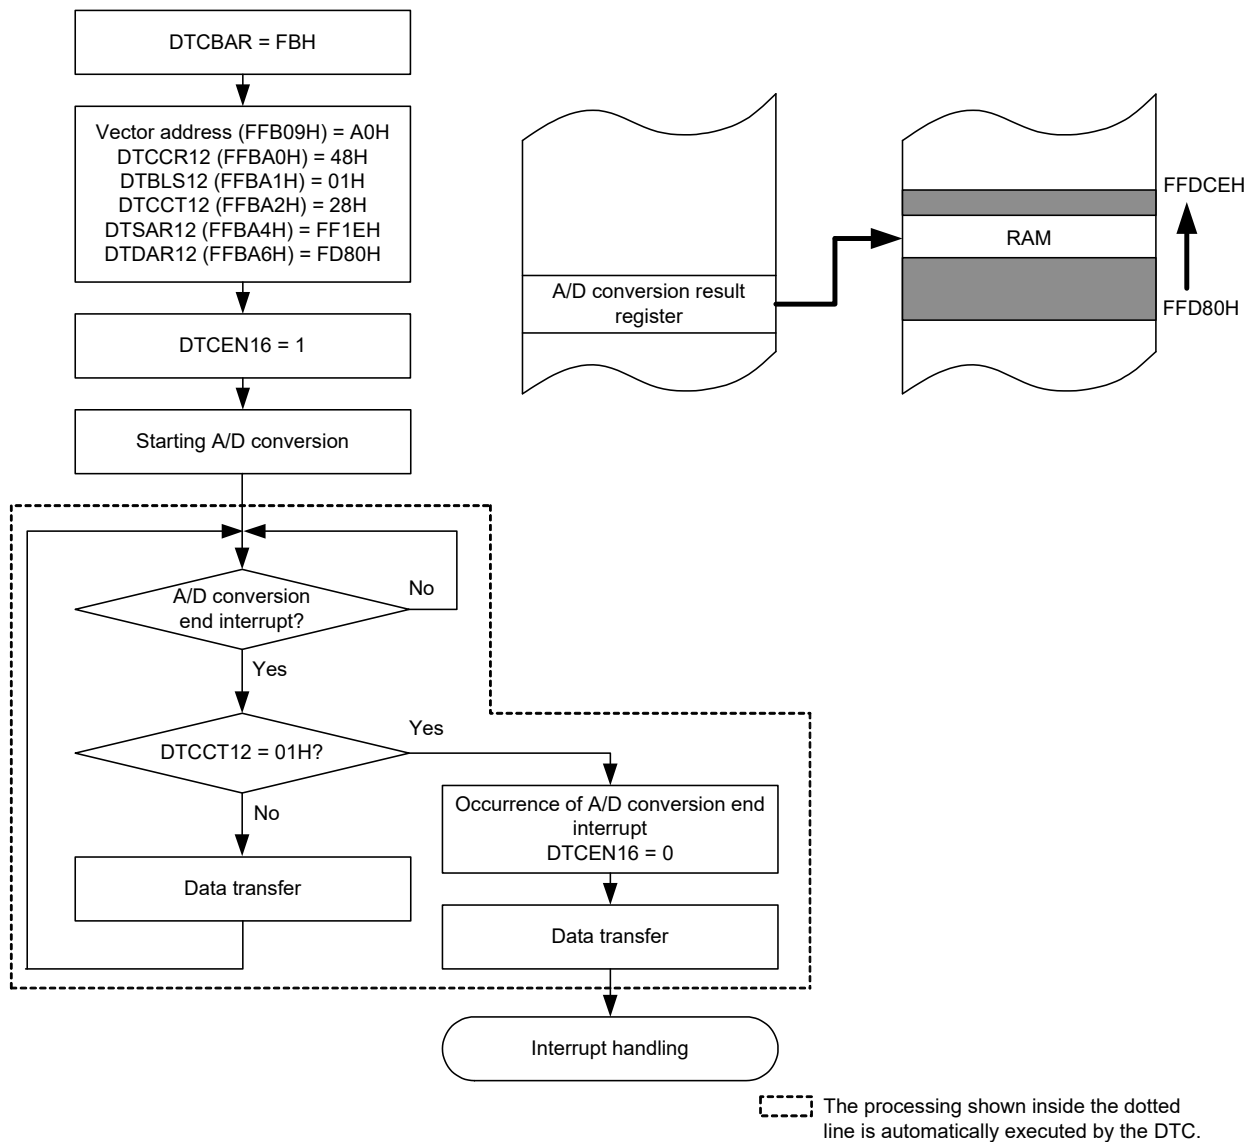 DTCBAR = FBH
Vector address (FFB09H) = A0H
DTCCR12 (FFBA0H) = 48H
DTBLS12 (FFBA1H) = 01H
DTCCT12 (FFBA2H) = 28H
DTSAR12 (FFBA4H) = FF1EH
DTDAR12 (FFBA6H) = FD80H
DTCEN16 = 1
Starting A/D conversion
A/D conversion
end interrupt?
No
Yes
DTCCT12 = 01H?
Yes
No
Occurrence of A/D conversion end
interrupt
DTCEN16 = 0
Data transfer
Data transfer
Interrupt handling
A/D conversion result
register
FFDCEH
RAM
FFD80H
The processing shown inside the dotted
line is automatically executed by the DTC.